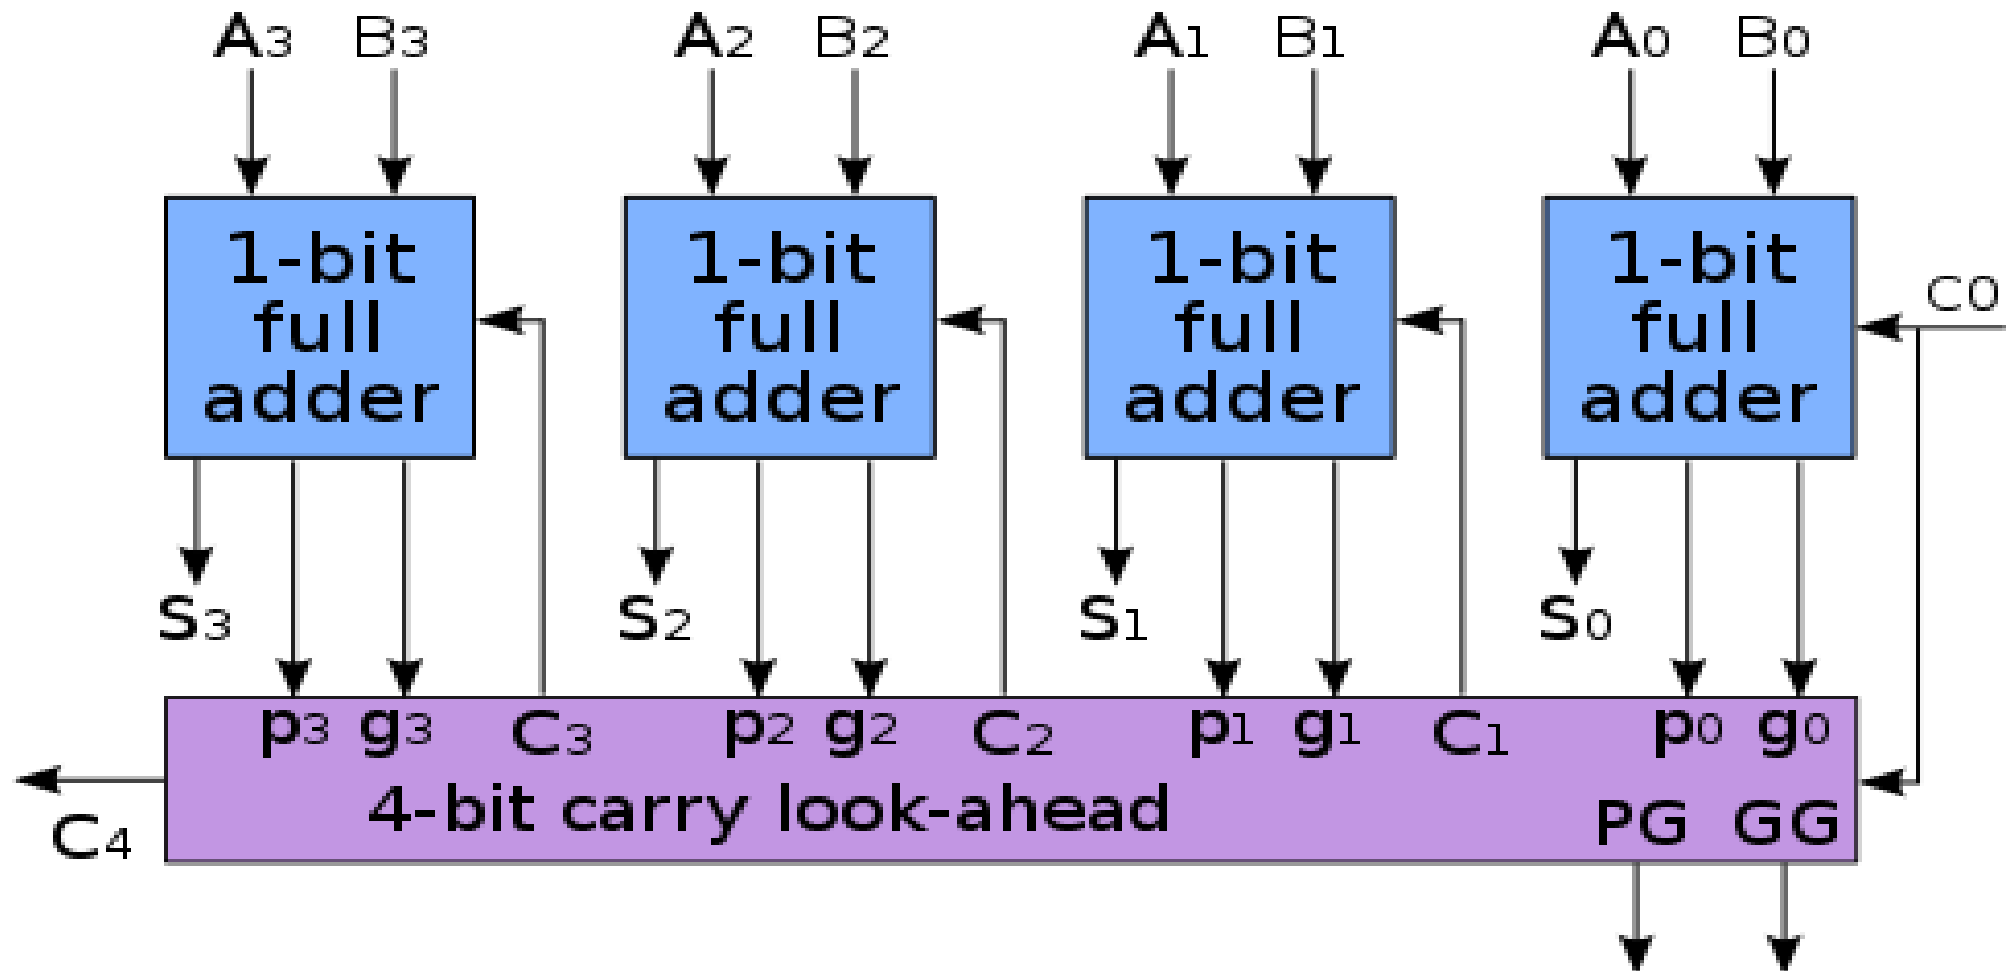 A3 B3 A2 B2 A1 B1 A0 B0
1-bit full adder
1-bit full adder
1-bit full adder
1-bit full adder
C0
S3 S2 S1 S0
p3 g3 C3 p2 g2 C2 p1 g1 C1 p0 g0
4-bit carry look-ahead
PG GG
C4